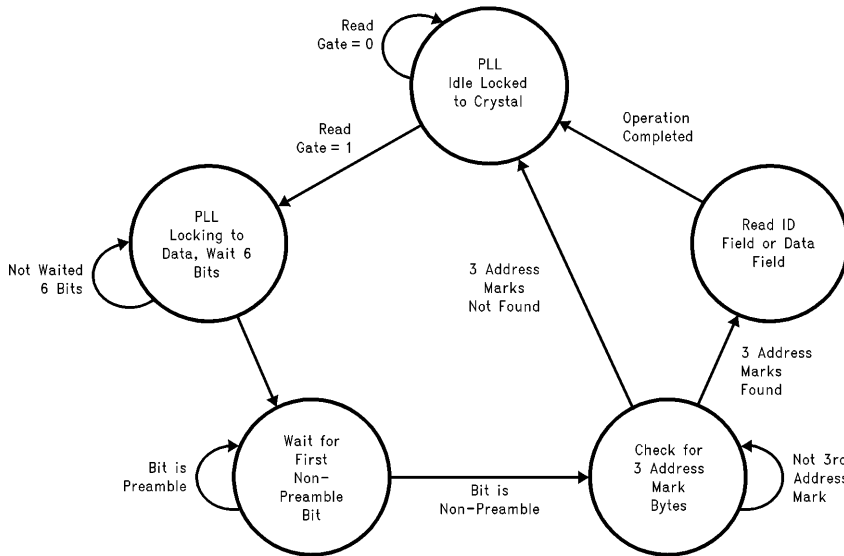 Read
Gate = 0
PLL
Idle Locked
to Crystal
Read
Gate = 1
Operation
Completed
PLL
Locking to
Data, Wait 6
Bits
Not Waited
6 Bits
Read ID
Field or Data
Field
3 Address
Marks
Not Found
3 Address
Marks
Found
Wait for
First
Non-
Preamble
Bit
Bit is
Preamble
Bit is
Non-Preamble
Check for
3 Address
Mark
Bytes
Not 3rd
Address
Mark